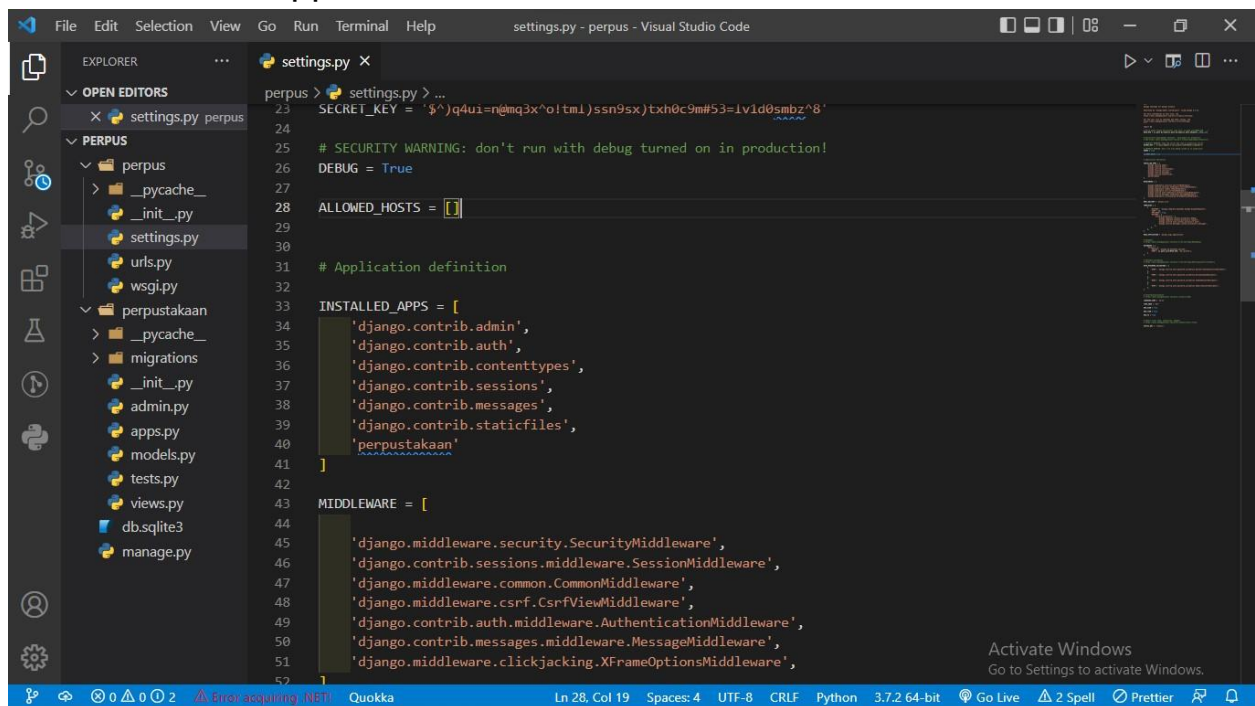 File Edit Selection View Go Run Terminal Help settings.py - perpus - Visual Studio Code
EXPLORER ...
OPEN EDITORS
settings.py perpus
PERPUS
perpus
__pycache__
__init__.py
settings.py
urls.py
wsgi.py
perpustakaan
__pycache__
migrations
__init__.py
admin.py
apps.py
models.py
tests.py
views.py
db.sqlite3
manage.py
settings.py
perpus > settings.py > ...
23 SECRET_KEY = '$^)q4ui=n@mq3x^o!tml)ssn9sx)txh0c9m#53=lv1d0smbz^8'
24
25 # SECURITY WARNING: don't run with debug turned on in production!
26 DEBUG = True
27
28 ALLOWED_HOSTS = []
29
30
31 # Application definition
32
33 INSTALLED_APPS = [
34 'django.contrib.admin',
35 'django.contrib.auth',
36 'django.contrib.contenttypes',
37 'django.contrib.sessions',
38 'django.contrib.messages',
39 'django.contrib.staticfiles',
40 'perpustakaan'
41 ]
42
43 MIDDLEWARE = [
44
45 'django.middleware.security.SecurityMiddleware',
46 'django.contrib.sessions.middleware.SessionMiddleware',
47 'django.middleware.common.CommonMiddleware',
48 'django.middleware.csrf.CsrfViewMiddleware',
49 'django.contrib.auth.middleware.AuthenticationMiddleware',
50 'django.contrib.messages.middleware.MessageMiddleware',
51 'django.middleware.clickjacking.XFrameOptionsMiddleware',
52 ]
Activate Windows
Go to Settings to activate Windows.
0 0 2 Error acquiring .NET! Quokka Ln 28, Col 19 Spaces: 4 UTF-8 CRLF Python 3.7.2 64-bit Go Live 2 Spell Prettier